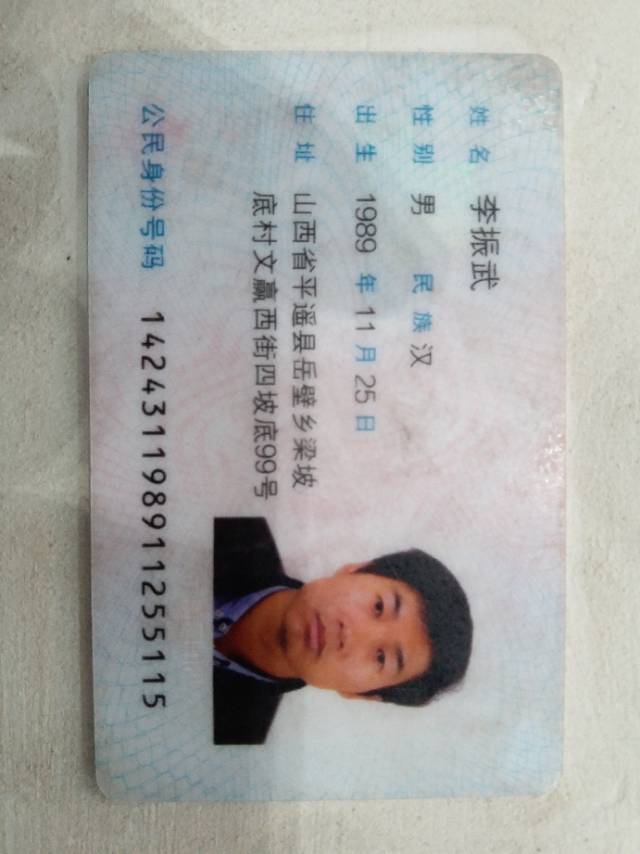 姓名 李振武
性别 男 民族 汉
出生 1989 年 11 月 25 日
住址 山西省平遥县岳壁乡梁坡
底村文赢西街四坡底99号
公民身份号码 142431198911255115